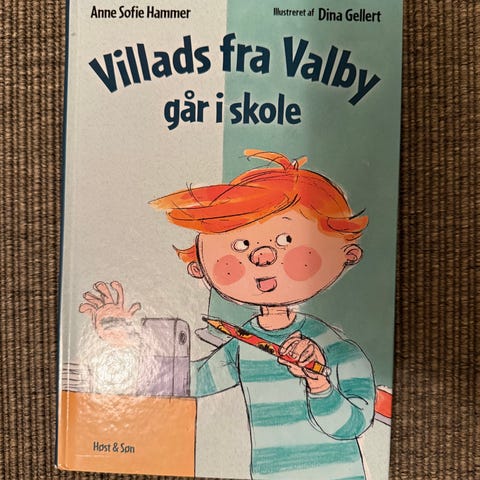 Anne Sofie Hammer
Illustreret af Dina Gellert
Villads fra Valby
går i skole
Høst & Søn